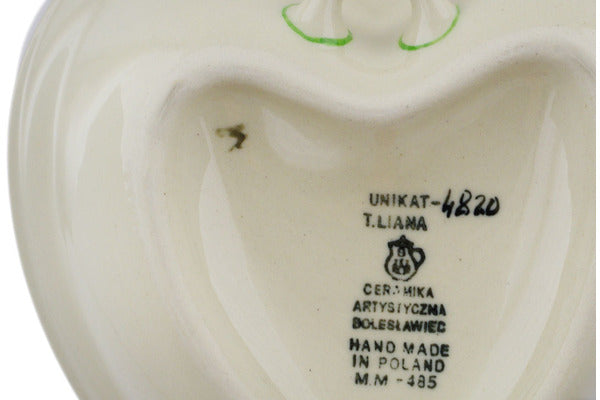 UNIKAT-4820
T.LIANA
CERAMIKA
ARTYSTYCZNA
BOLESŁAWIEC
HAND MADE
IN POLAND
M.M -485